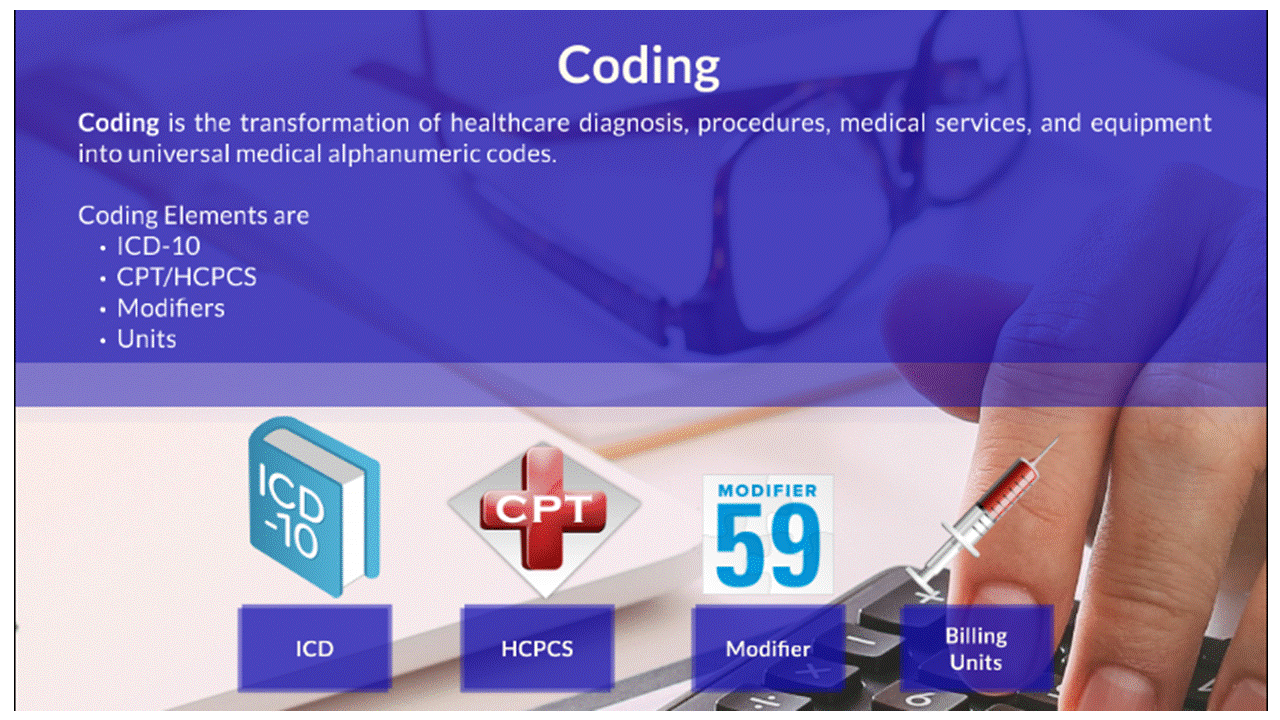 Coding
Coding is the transformation of healthcare diagnosis, procedures, medical services, and equipment
into universal medical alphanumeric codes.
Coding Elements are
• ICD-10
• CPT/HCPCS
• Modifiers
• Units
ICD
-10
CPT
MODIFIER
59
ICD
HCPCS
Modifier
Billing
Units
6